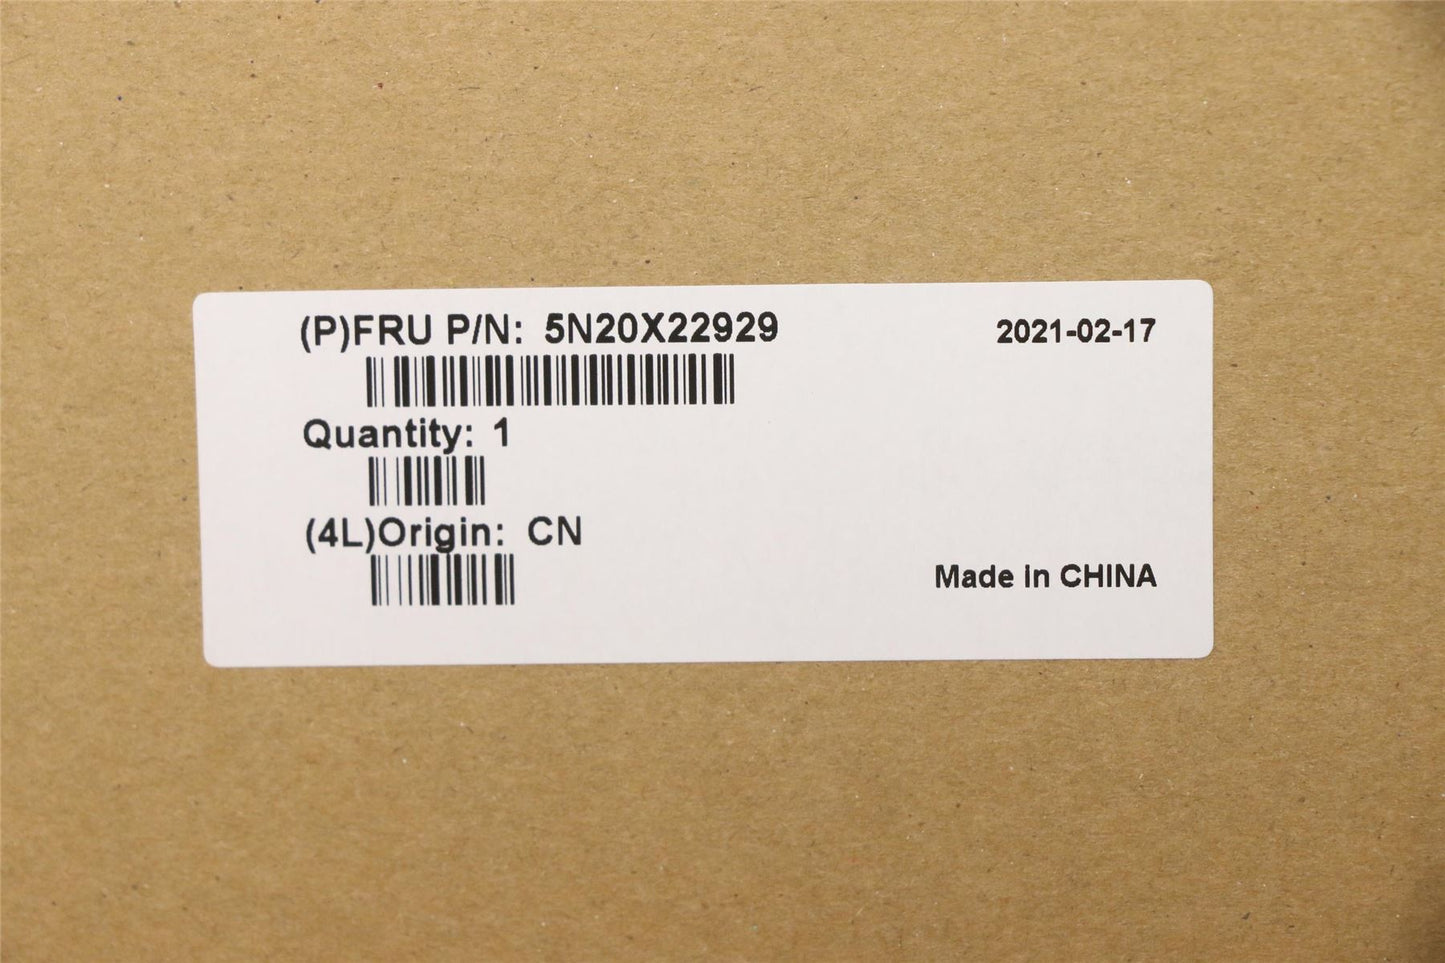 (P)FRU P/N: 5N20X22929
2021-02-17
Quantity: 1
(4L)Origin: CN
Made in CHINA